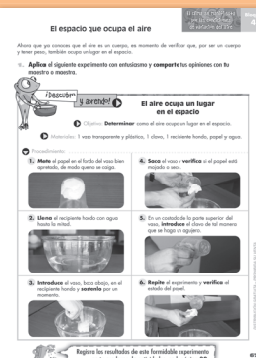 El espacio que ocupa el aire
Ahora que ya conoces que el aire es un cuerpo, es momento de verificar que, por ser un cuerpo
y tener peso, también ocupa un lugar en el espacio.
Aplica el siguiente experimento con entusiasmo y comparte tus opiniones con tu
maestro o maestra.
¡Descubre
y aprendo!
El aire ocupa un lugar
en el espacio
Objetivo: Determinar como el aire ocupa un lugar en el espacio.
Materiales: 1 vaso transparente y plástico, 1 clavo, 1 recipiente hondo, papel y agua.
Procedimiento:
1. Mete el papel en el fondo del vaso bien
apretado, de modo que no se caiga.
4. Saca el vaso y verifica si el papel está
mojado o seco.
2. Llena el recipiente hondo con agua
hasta la mitad.
5. En un costado de la parte superior del
vaso, introduce el clavo de tal manera
que se haga un agujero.
3. Introduce el vaso, boca abajo, en el
recipiente hondo y sostenlo por un
momento.
6. Repite el experimento y verifica el
estado del papel.
Registra los resultados de este formidable experimento